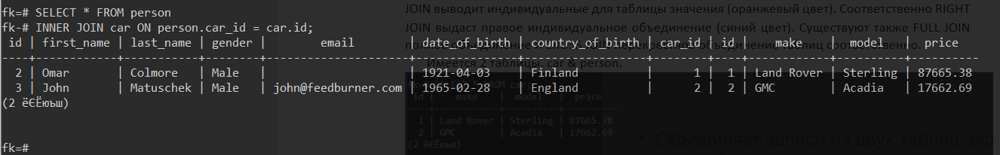 fk=# SELECT * FROM person
fk-# INNER JOIN car ON person.car_id = car.id;
id | first_name | last_name | gender | email | date_of_birth | country_of_birth | car_id | id | make | model | price
----+------------+-----------+--------+---------------------+---------------+------------------+--------+----+------------+----------+----------
2 | Omar | Colmore | Male | | 1921-04-03 | Finland | 1 | 1 | Land Rover | Sterling | 87665.38
3 | John | Matuschek | Male | john@feedburner.com | 1965-02-28 | England | 2 | 2 | GMC | Acadia | 17662.69
(2 ёЄЁюъш)
fk=#
JOIN выводит индивидуальные для таблицы значения (оранжевый цвет). Соответственно RIGHT
JOIN выдаст правое индивидуальное объединение (синий цвет). Существуют также FULL JOIN
соответственно.
Имеется 2 таблицы, car & person.
FROM car;
id | make | model | price
1 | Land Rover | Sterling | 87665.38
2 | GMC | Acadia | 17662.69
(2 ёЄЁюъш)
• Объединяет записи из двух таблиц, есл